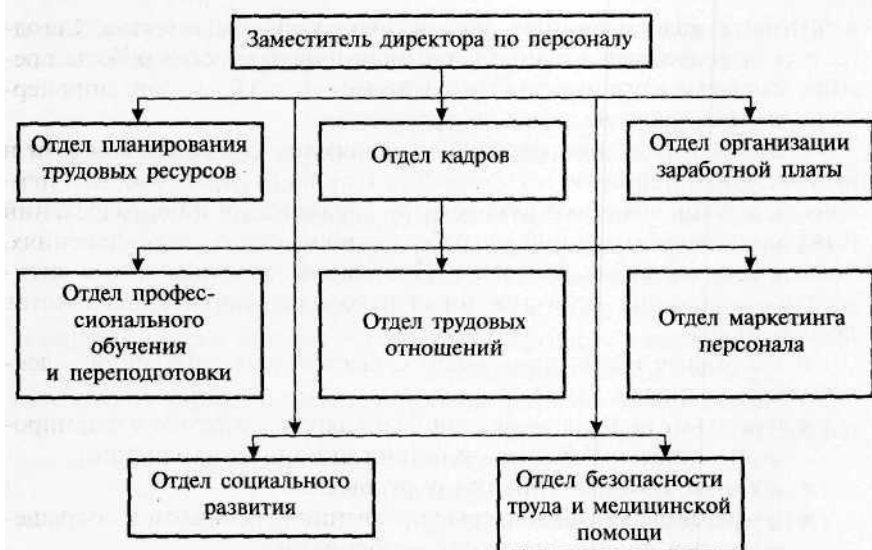 Заместитель директора по персоналу
Отдел планирования
трудовых ресурсов
Отдел кадров
Отдел организации
заработной платы
Отдел профес-
сионального
обучения
и переподготовки
Отдел трудовых
отношений
Отдел маркетинга
персонала
Отдел социального
развития
Отдел безопасности
труда и медицинской
помощи